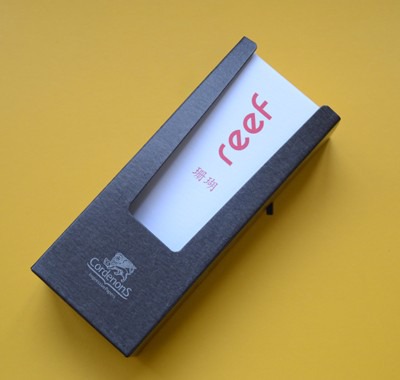 reef
珊瑚
Cordenons